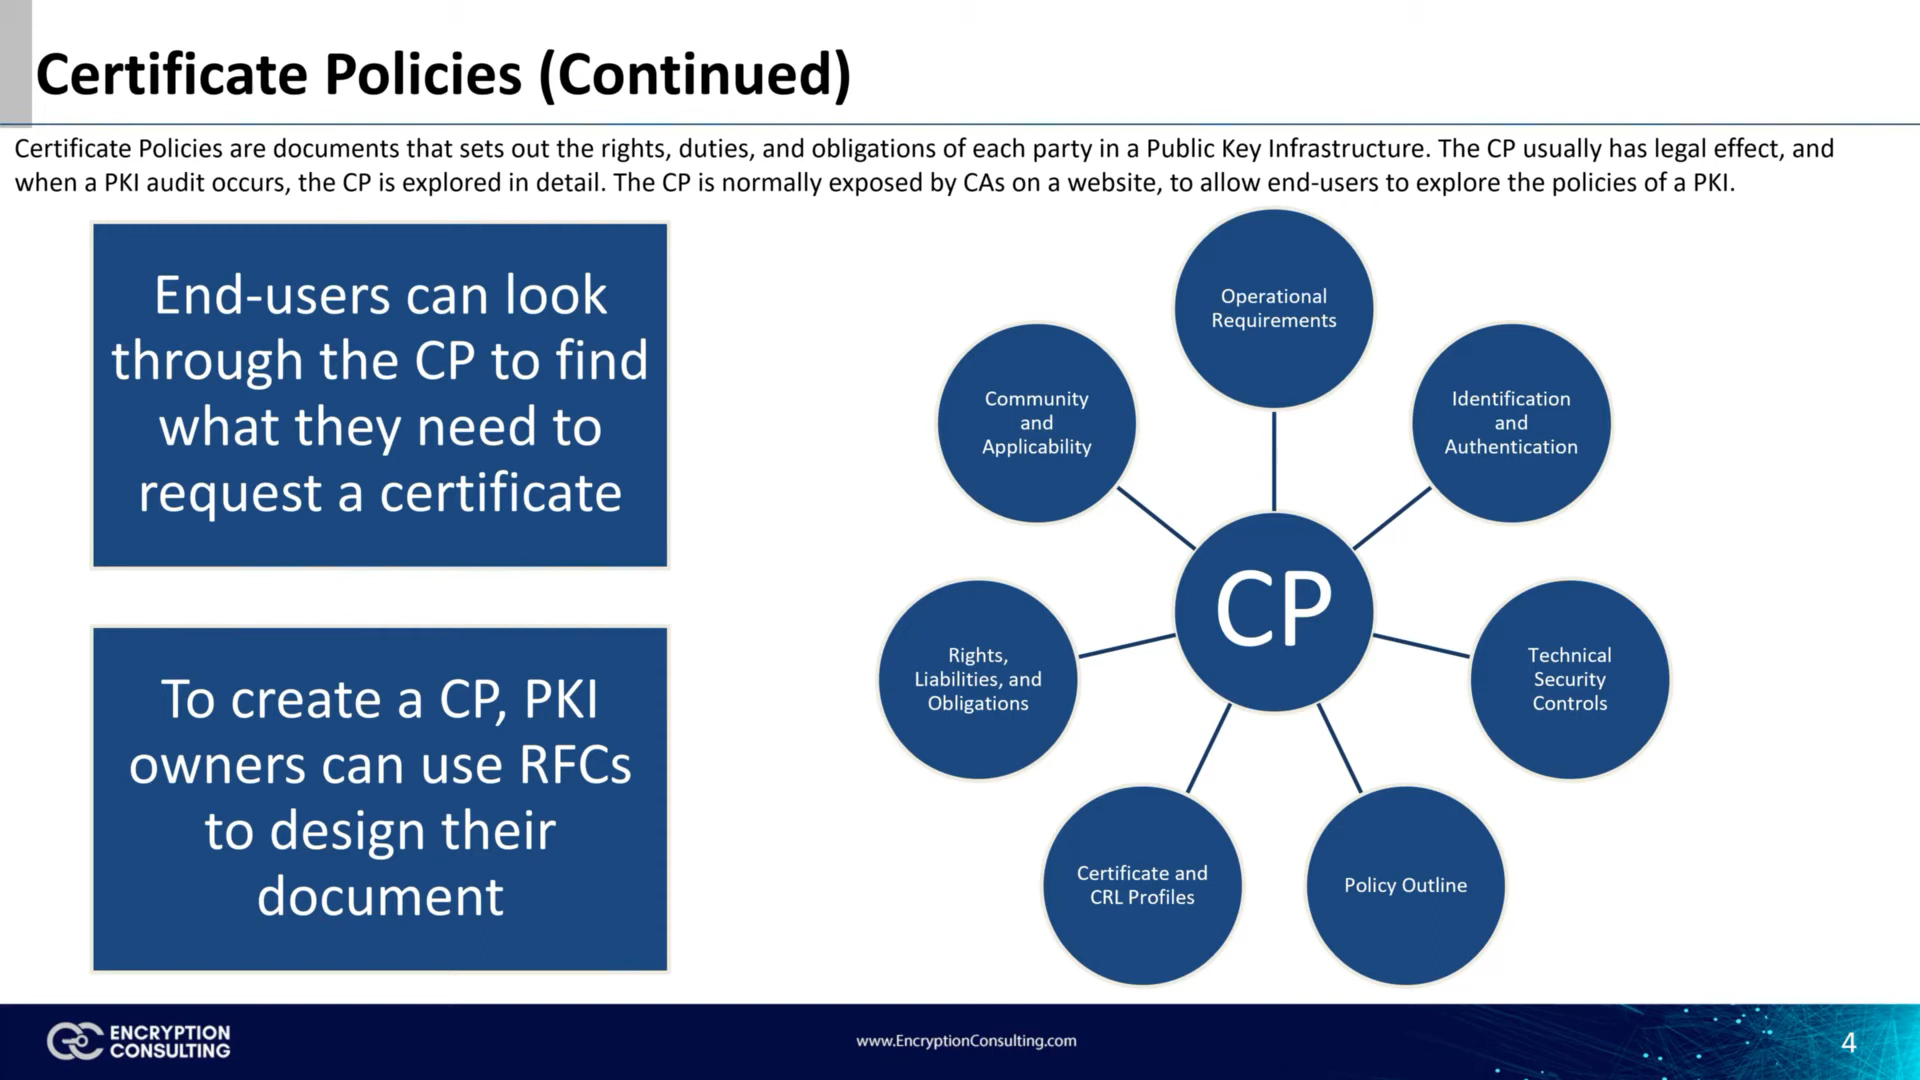 Certificate Policies (Continued)
Certificate Policies are documents that sets out the rights, duties, and obligations of each party in a Public Key Infrastructure. The CP usually has legal effect, and
when a PKI audit occurs, the CP is explored in detail. The CP is normally exposed by CAs on a website, to allow end-users to explore the policies of a PKI.
End-users can look
through the CP to find
what they need to
request a certificate
To create a CP, PKI
owners can use RFCs
to design their
document
Operational
Requirements
Identification
and
Authentication
Technical
Security
Controls
Policy Outline
Certificate and
CRL Profiles
Rights,
Liabilities, and
Obligations
Community
and
Applicability
CP
ENCRYPTION
CONSULTING
www.EncryptionConsulting.com
4